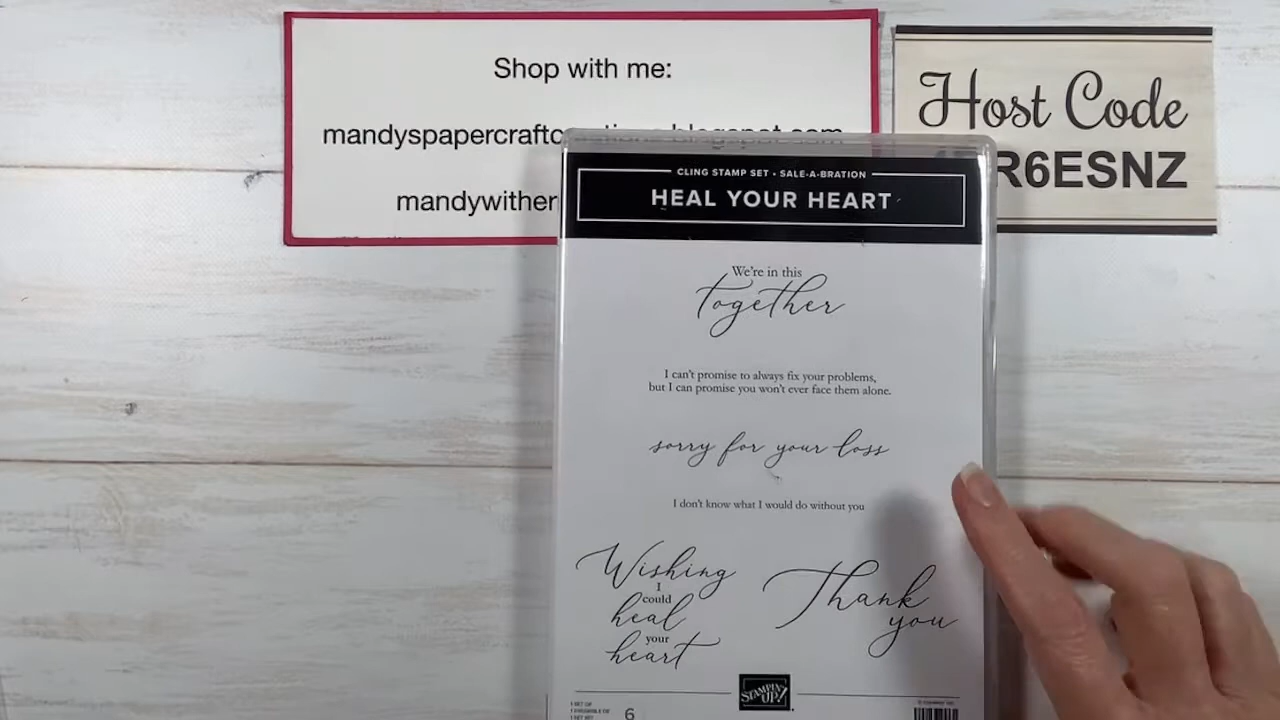 Shop with me:
mandyspapercraftc
mandywither
Host Code
R6ESNZ
CLING STAMP SET • SALE-A-BRATION
HEAL YOUR HEART
We're in this
together
I can't promise to always fix your problems,
but I can promise you won't ever face them alone.
sorry for your loss
I don't know what I would do without you
Wishing
I
could
heal
your
heart
Thank
you
STAMPIN'
UP!
6